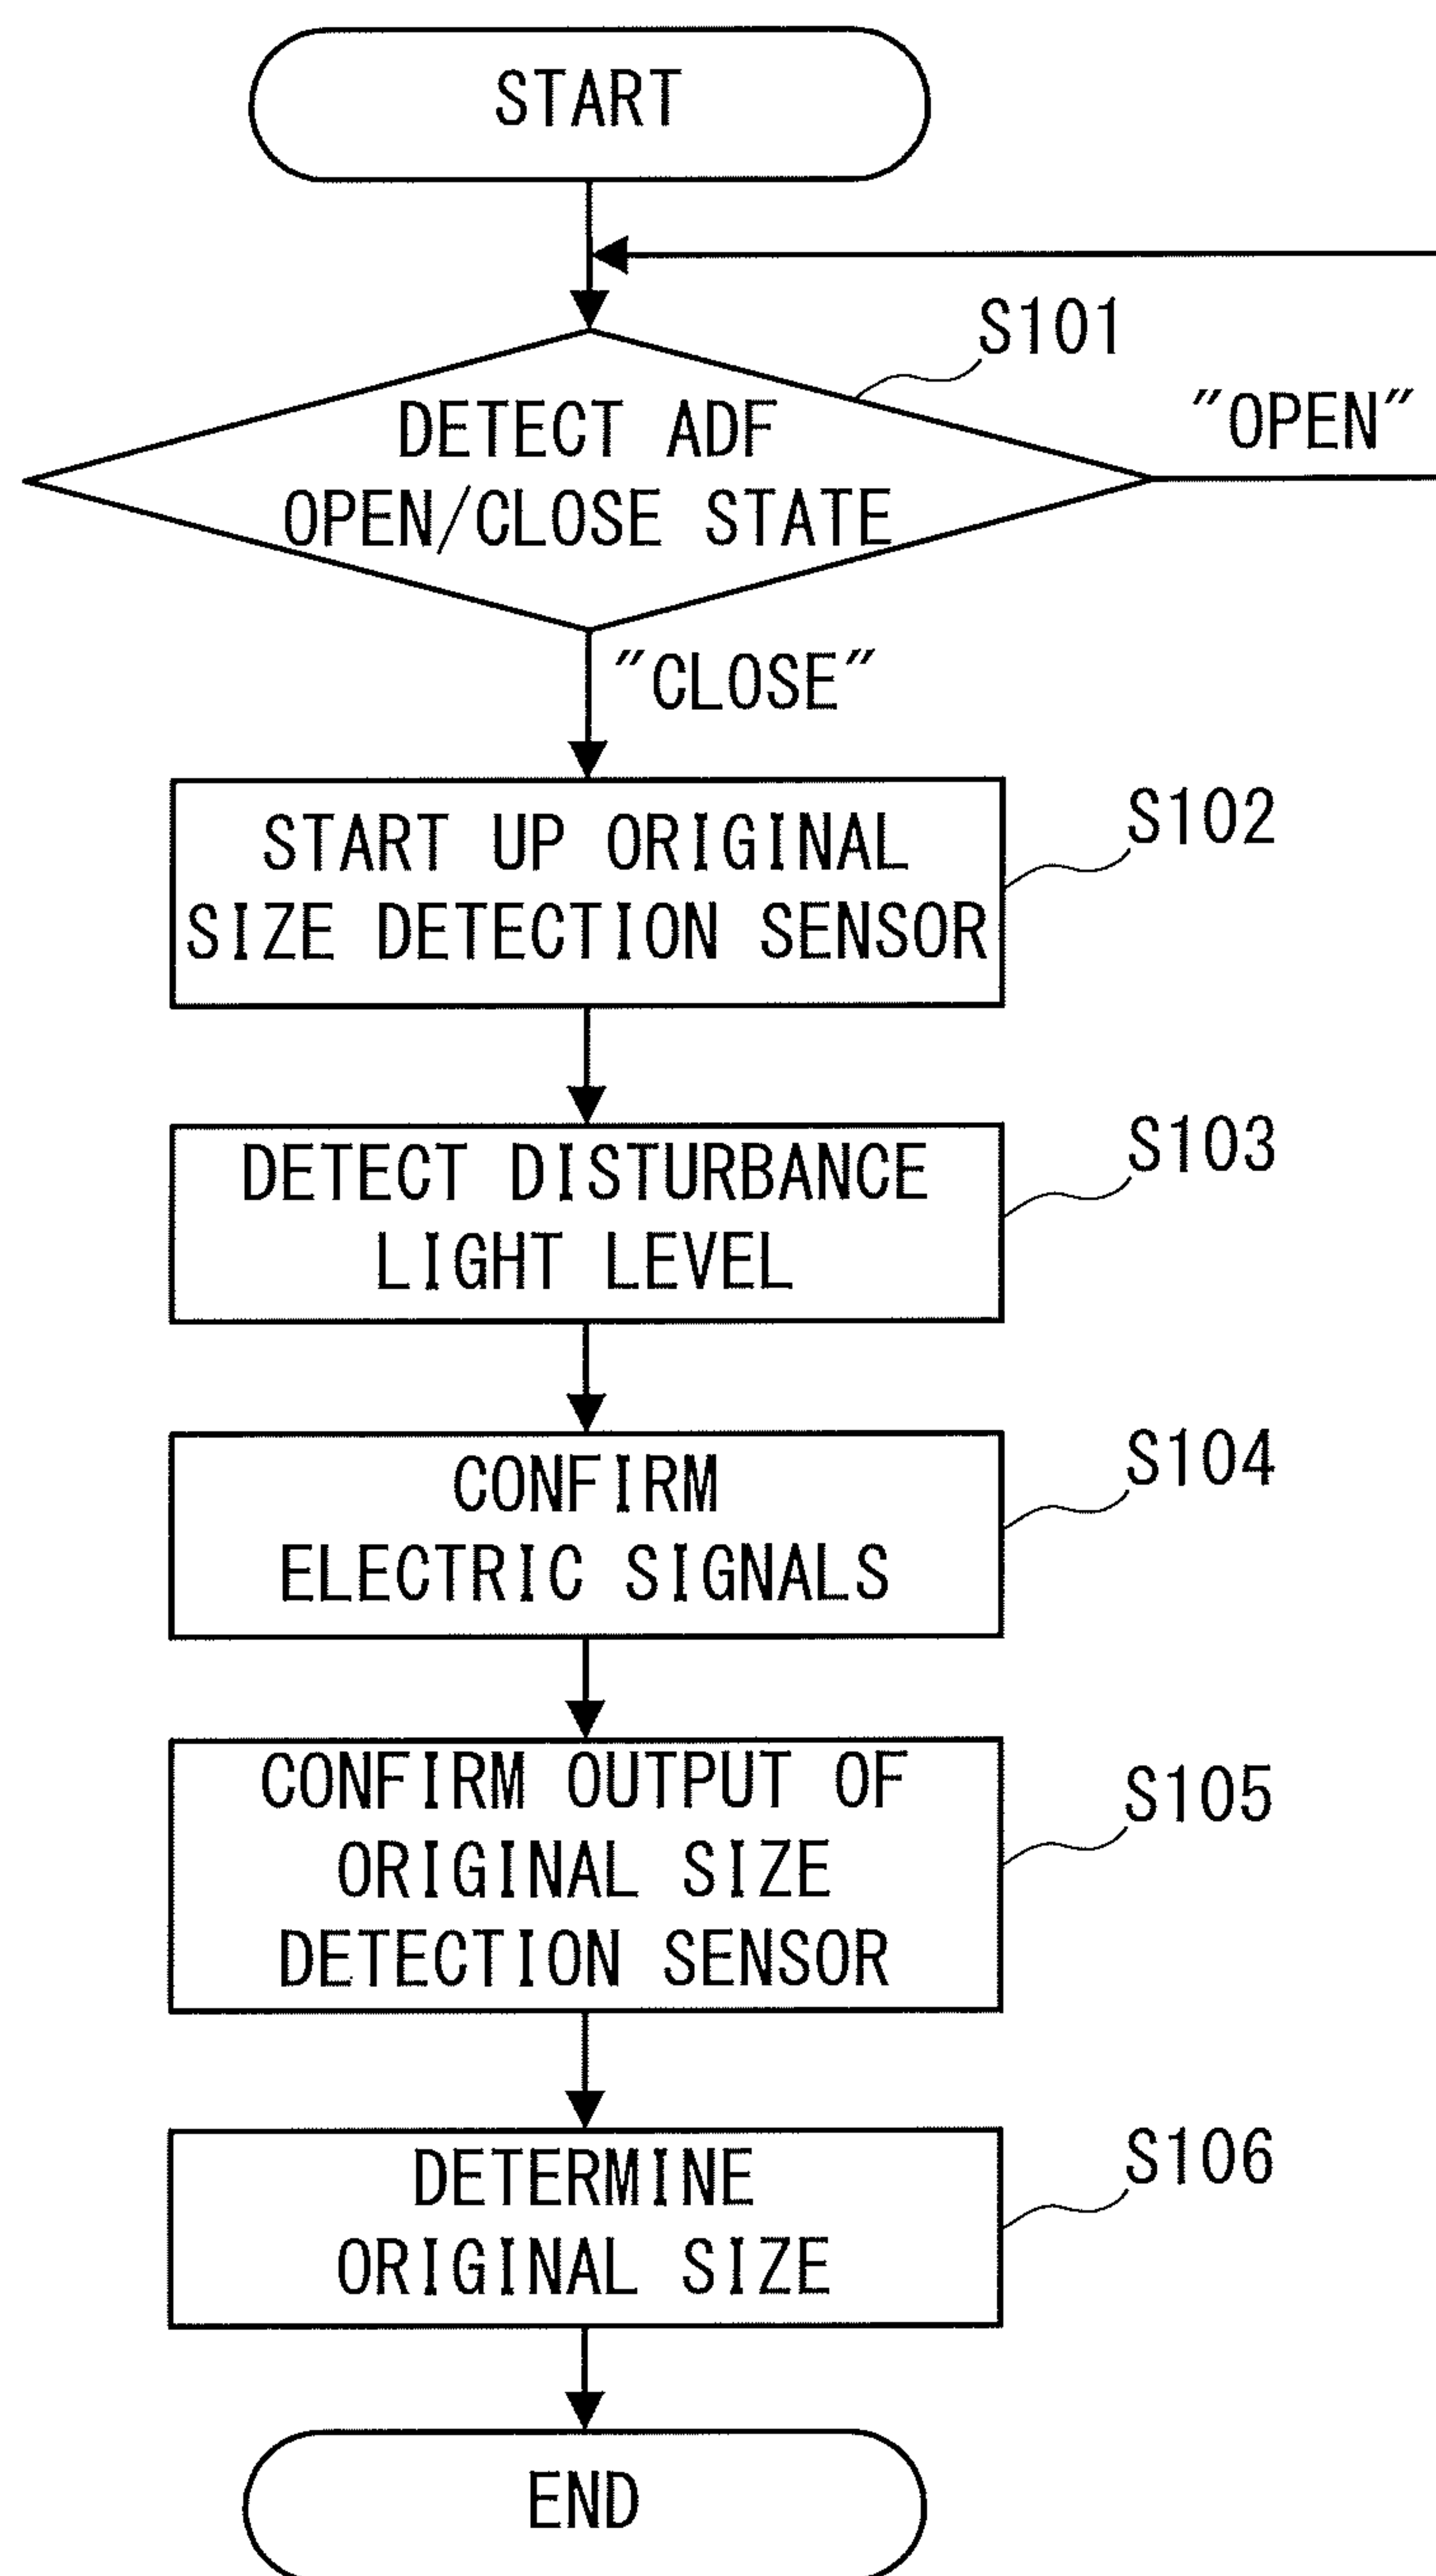 START
S101
DETECT ADF
OPEN/CLOSE STATE
"OPEN"
"CLOSE"
START UP ORIGINAL
SIZE DETECTION SENSOR
S102
DETECT DISTURBANCE
LIGHT LEVEL
S103
CONFIRM
ELECTRIC SIGNALS
S104
CONFIRM OUTPUT OF
ORIGINAL SIZE
DETECTION SENSOR
S105
DETERMINE
ORIGINAL SIZE
S106
END